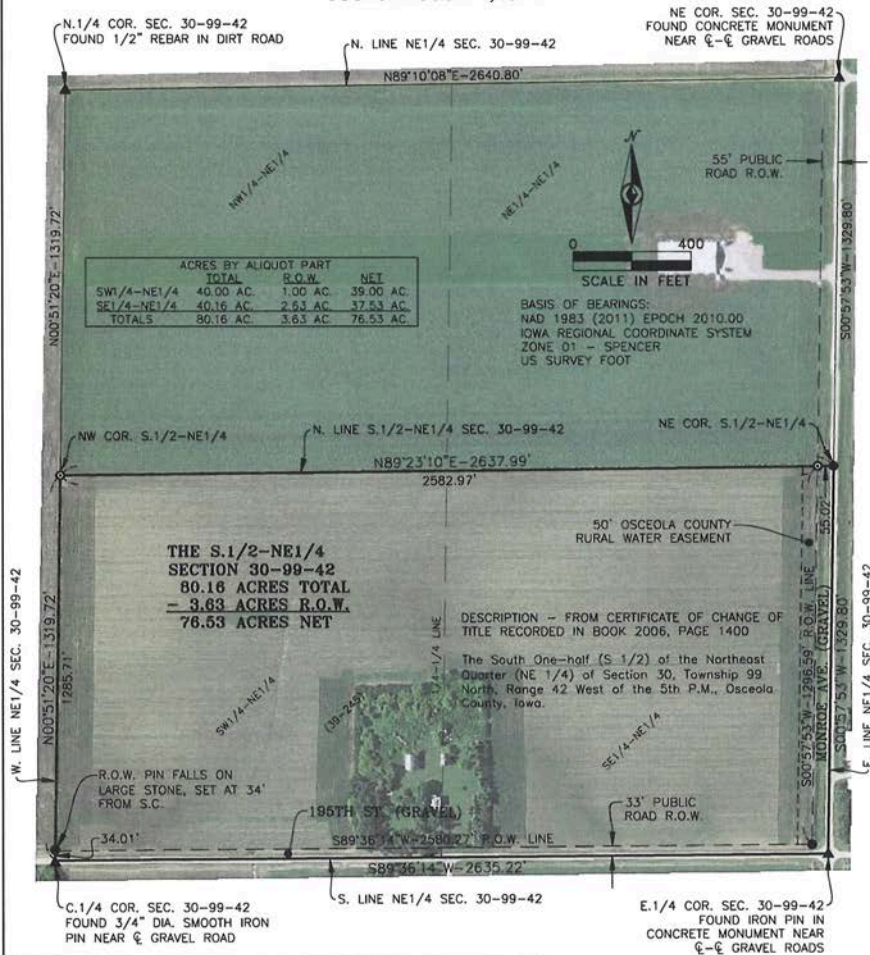 N.1/4 COR. SEC. 30-99-42
FOUND 1/2" REBAR IN DIRT ROAD
N. LINE NE1/4 SEC. 30-99-42
NE COR. SEC. 30-99-42
FOUND CONCRETE MONUMENT
NEAR ℄-℄ GRAVEL ROADS
N89°10'08"E-2640.80'
NW1/4-NE1/4
NE1/4-NE1/4
N
55' PUBLIC
ROAD R.O.W.
N00°51'20"E-1319.72'
S00°57'53"W-1329.80'
0 400
SCALE IN FEET
ACRES BY ALIQUOT PART
TOTAL R.O.W. NET
SW1/4-NE1/4 40.00 AC. 1.00 AC. 39.00 AC.
SE1/4-NE1/4 40.16 AC. 2.63 AC. 37.53 AC.
TOTALS 80.16 AC. 3.63 AC. 76.53 AC.
BASIS OF BEARINGS:
NAD 1983 (2011) EPOCH 2010.00
IOWA REGIONAL COORDINATE SYSTEM
ZONE 01 - SPENCER
US SURVEY FOOT
NW COR. S.1/2-NE1/4
N. LINE S.1/2-NE1/4 SEC. 30-99-42
NE COR. S.1/2-NE1/4
N89°23'10"E-2637.99'
2582.97'
55.02'
50' OSCEOLA COUNTY
RURAL WATER EASEMENT
THE S.1/2-NE1/4
SECTION 30-99-42
80.16 ACRES TOTAL
- 3.63 ACRES R.O.W.
76.53 ACRES NET
DESCRIPTION - FROM CERTIFICATE OF CHANGE OF
TITLE RECORDED IN BOOK 2006, PAGE 1400
The South One-half (S 1/2) of the Northeast
Quarter (NE 1/4) of Section 30, Township 99
North, Range 42 West of the 5th P.M., Osceola
County, Iowa.
W. LINE NE1/4 SEC. 30-99-42
N00°51'20"E-1319.72'
1285.71'
1/4-1/4 LINE
S00°57'53"W-1296.59' R.O.W. LINE
MONROE AVE. (GRAVEL)
S00°57'53"W-1329.80'
E. LINE NE1/4 SEC. 30-99-42
SW1/4-NE1/4
SE1/4-NE1/4
R.O.W. PIN FALLS ON
LARGE STONE, SET AT 34'
FROM S.C.
34.01'
195TH ST. (GRAVEL)
33' PUBLIC
ROAD R.O.W.
S89°36'14"W-2580.27' R.O.W. LINE
S89°36'14"W-2635.22'
C.1/4 COR. SEC. 30-99-42
FOUND 3/4" DIA. SMOOTH IRON
PIN NEAR ℄ GRAVEL ROAD
S. LINE NE1/4 SEC. 30-99-42
E.1/4 COR. SEC. 30-99-42
FOUND IRON PIN IN
CONCRETE MONUMENT NEAR
℄-℄ GRAVEL ROADS